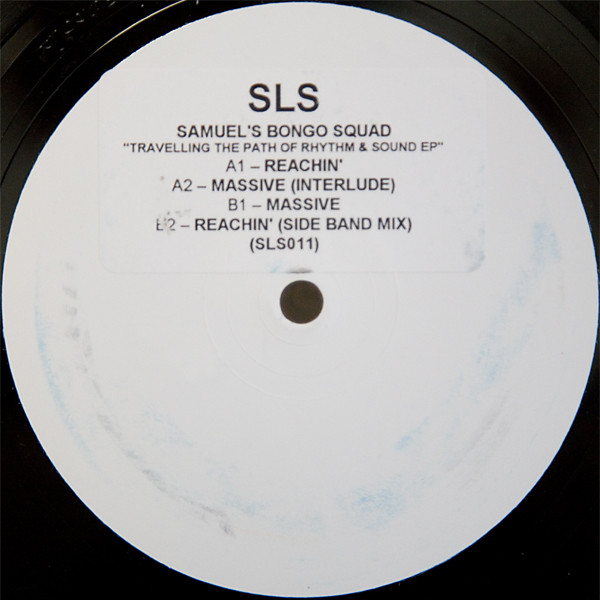 SLS
SAMUEL'S BONGO SQUAD
"TRAVELLING THE PATH OF RHYTHM & SOUND EP"
A1 – REACHIN'
A2 – MASSIVE (INTERLUDE)
B1 – MASSIVE
B2 – REACHIN' (SIDE BAND MIX)
(SLS011)